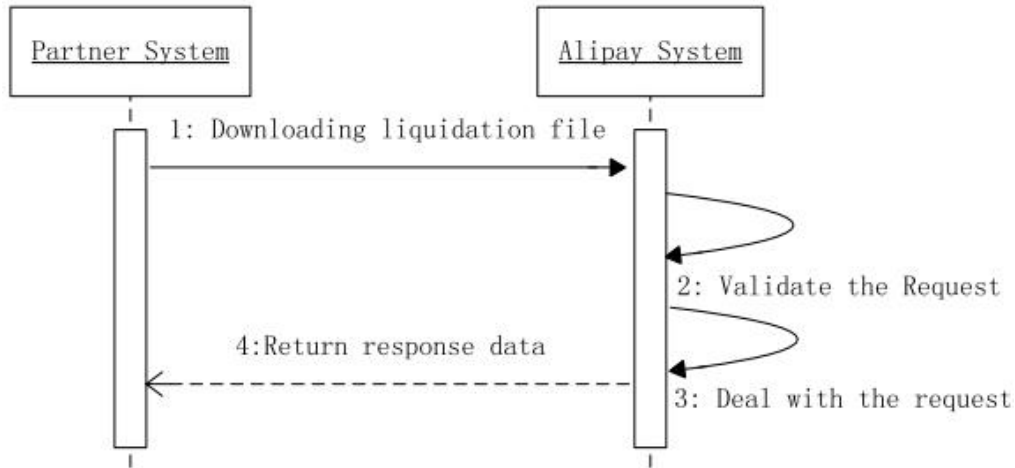 Partner System
Alipay System
1: Downloading liquidation file
2: Validate the Request
4:Return response data
3: Deal with the request